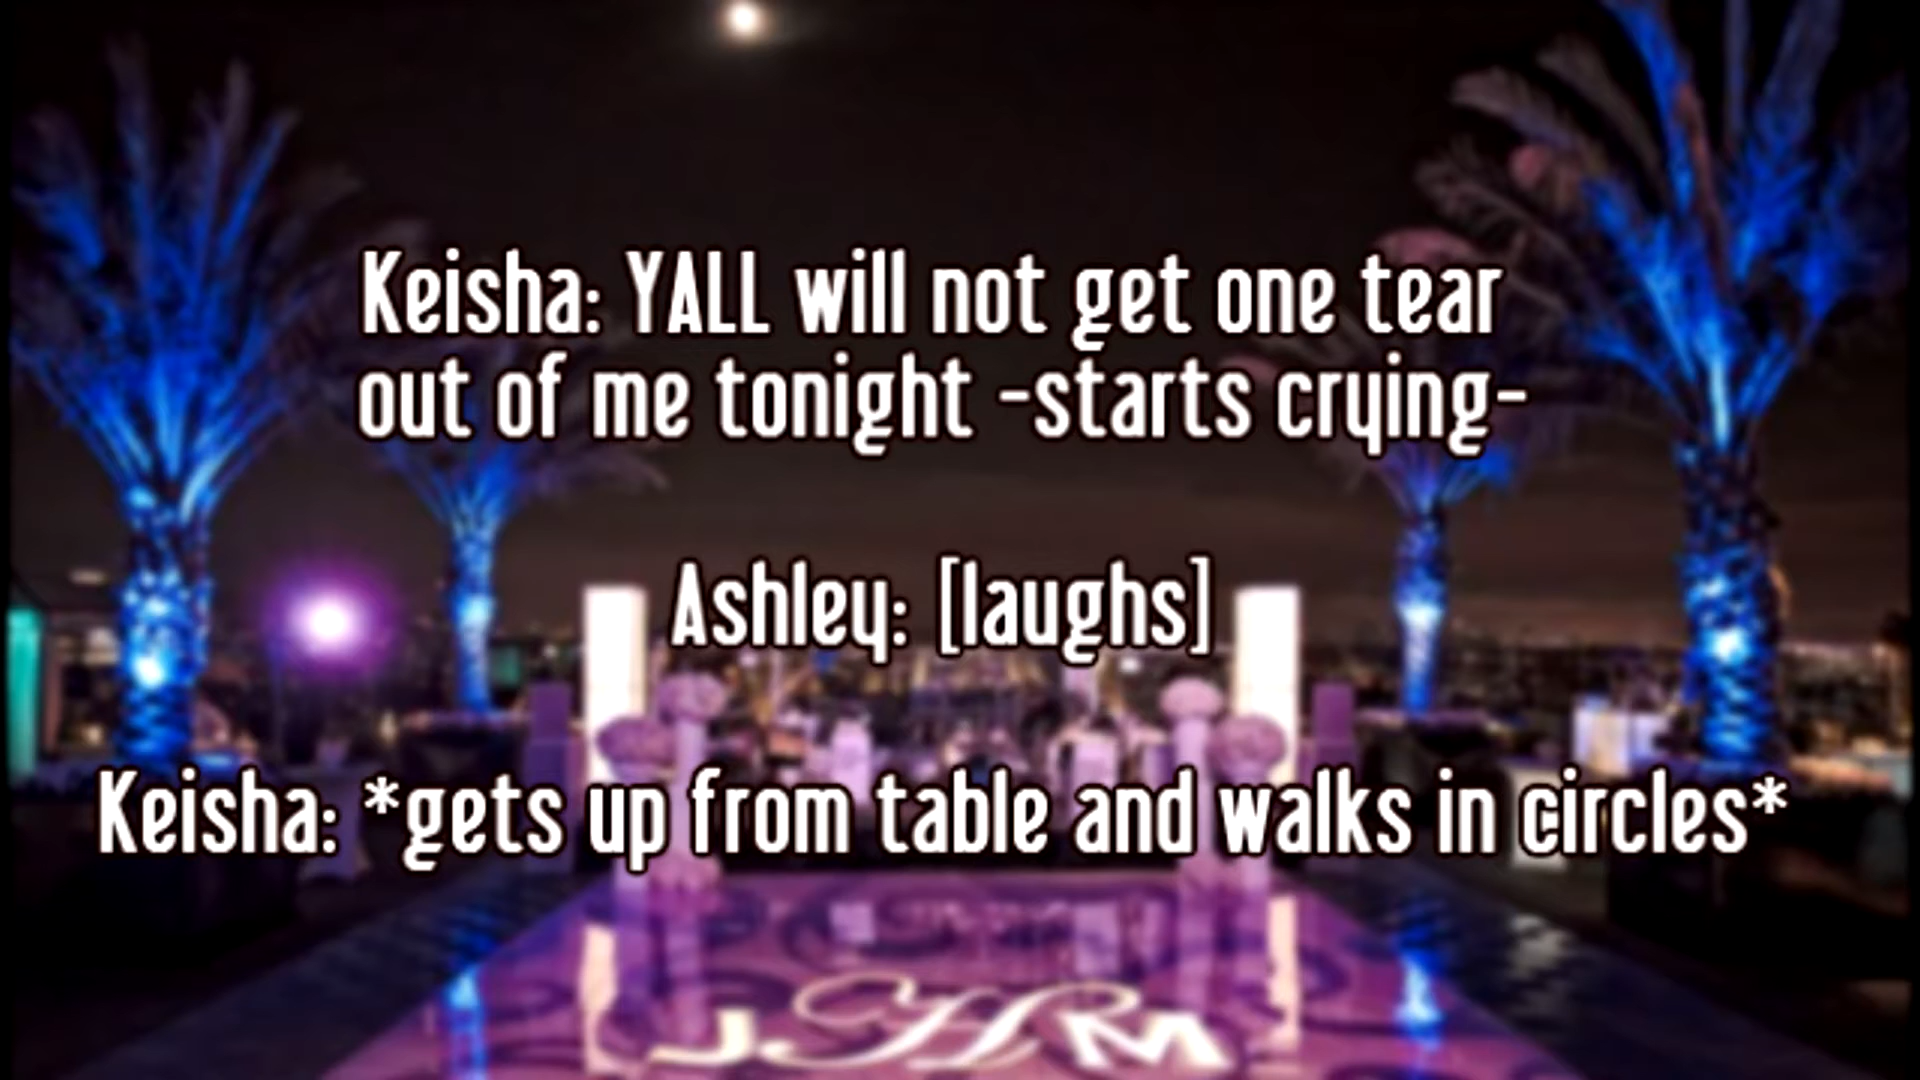 Keisha: YALL will not get one tear
out of me tonight -starts crying-
Ashley: [laughs]
Keisha: *gets up from table and walks in circles*
J H M